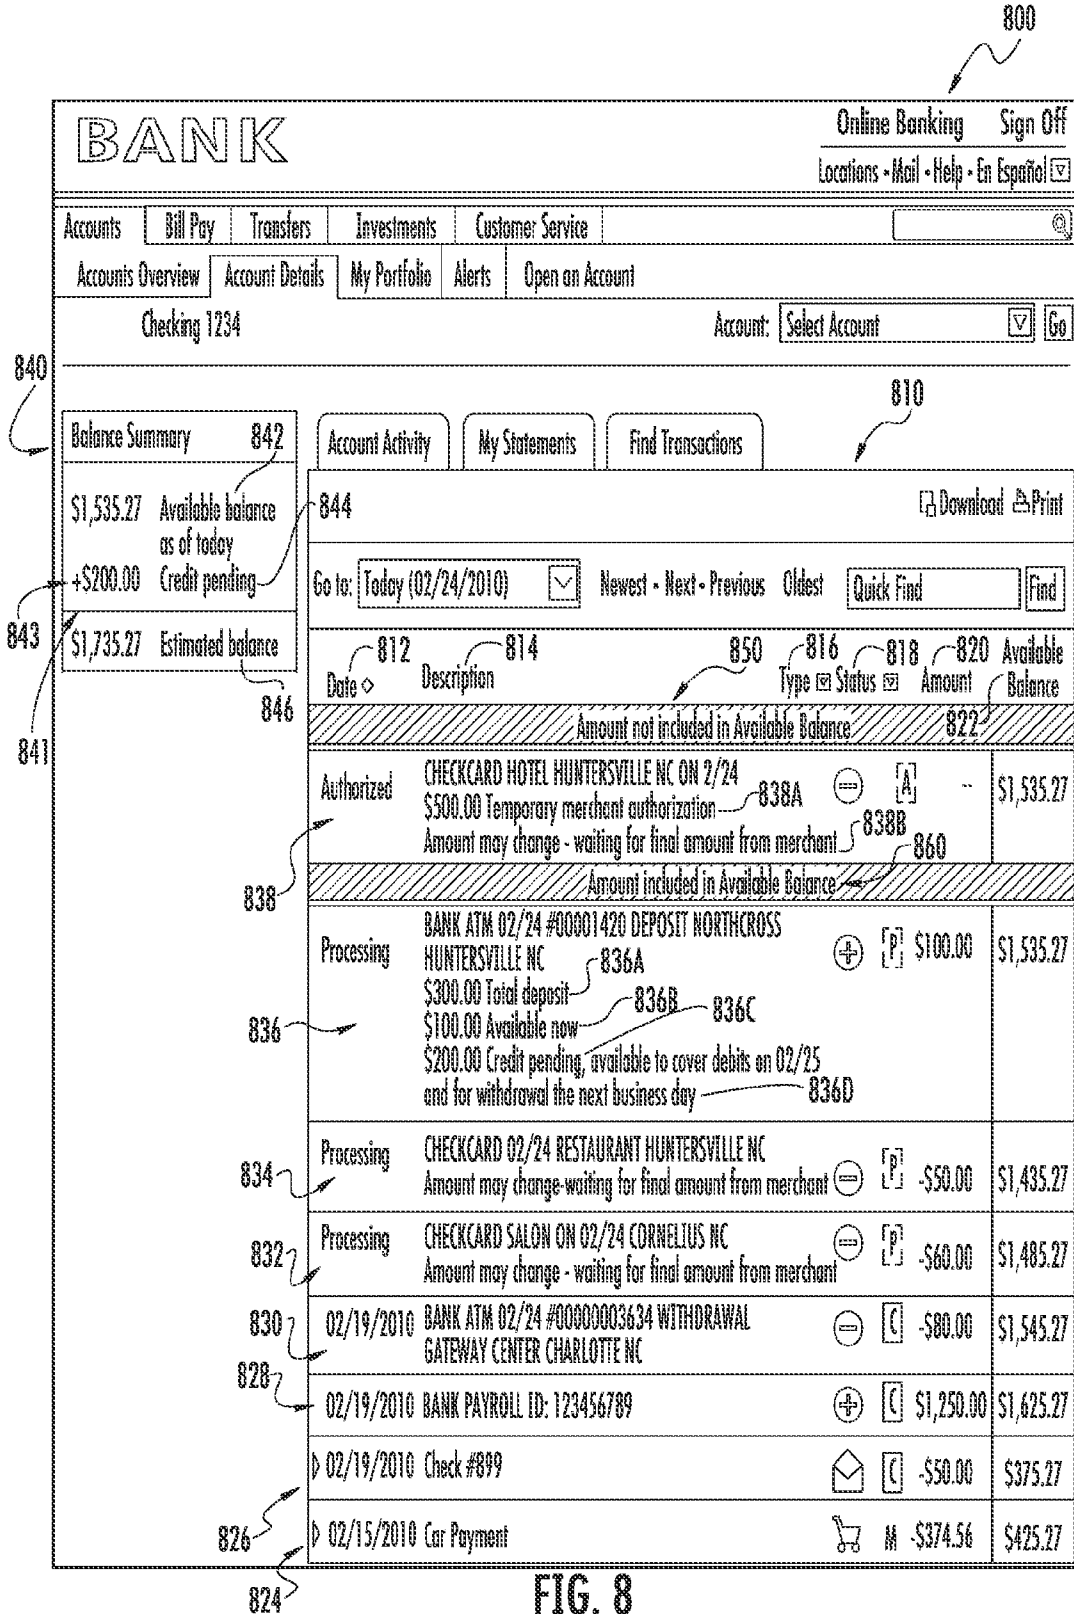 800
BANK
Online Banking Sign Off
Locations - Mail - Help - En Español
Accounts Bill Pay Transfers Investments Customer Service
Accounts Overview Account Details My Portfolio Alerts Open an Account
Checking 1234 Account: Select Account Go
840
810
Balance Summary 842
Account Activity My Statements Find Transactions
$1,535.27 Available balance
as of today
844
Download Print
+$200.00 Credit pending
Go to: Today (02/24/2010) Newest - Next - Previous Oldest Quick Find Find
843
$1,735.27 Estimated balance
846
841
812 814 850 816 818 820 Available
Date Description Type Status Amount Balance
Amount not included in Available Balance 822
Authorized CHECKCARD HOTEL HUNTERSVILLE NC ON 2/24 A -- $1,535.27
$500.00 Temporary merchant authorization 838A
Amount may change - waiting for final amount from merchant 838B
860
838
Amount included in Available Balance
BANK ATM 02/24 #00001420 DEPOSIT NORTHCROSS
Processing HUNTERSVILLE NC P $100.00 $1,535.27
836A
$300.00 Total deposit
836B
$100.00 Available now
836C
836
$200.00 Credit pending, available to cover debits on 02/25
and for withdrawal the next business day 836D
Processing CHECKCARD 02/24 RESTAURANT HUNTERSVILLE NC
834
Amount may change-waiting for final amount from merchant P -$50.00 $1,435.27
Processing CHECKCARD SALON ON 02/24 CORNELIUS NC
832
Amount may change - waiting for final amount from merchant P -$60.00 $1,485.27
830
02/19/2010 BANK ATM 02/24 #00000003634 WITHDRAWAL C -$80.00 $1,545.27
GATEWAY CENTER CHARLOTTE NC
828
02/19/2010 BANK PAYROLL ID: 123456789 C $1,250.00 $1,625.27
02/19/2010 Check #899 C -$50.00 $375.27
826
02/15/2010 Car Payment M -$374.56 $425.27
824
FIG. 8